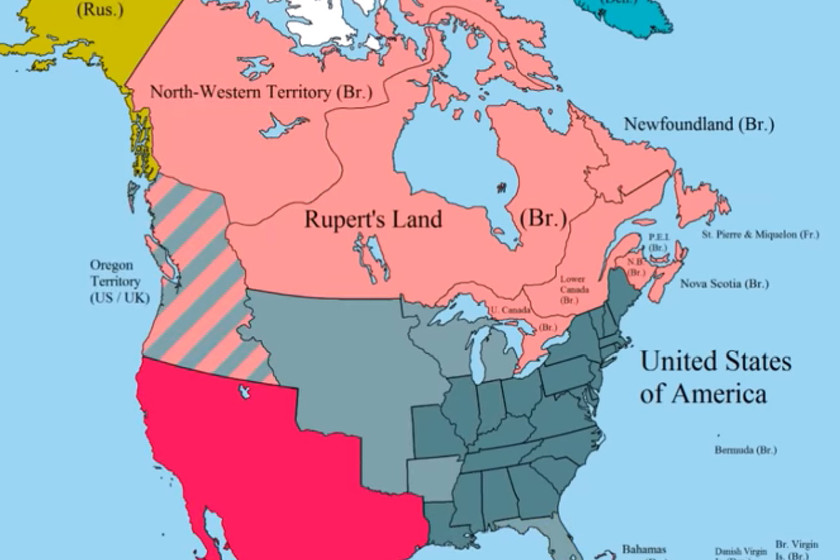 (Rus.)
(Den.)
North-Western Territory (Br.)
Newfoundland (Br.)
Rupert's Land
(Br.)
St. Pierre & Miquelon (Fr.)
P.E.I.
(Br.)
N.B.
(Br.)
Nova Scotia (Br.)
Oregon
Territory
(US / UK)
Lower
Canada
(Br.)
U. Canada
(Br.)
United States
of America
Bermuda (Br.)
Bahamas
Danish Virgin
Br. Virgin
Is. (Br.)